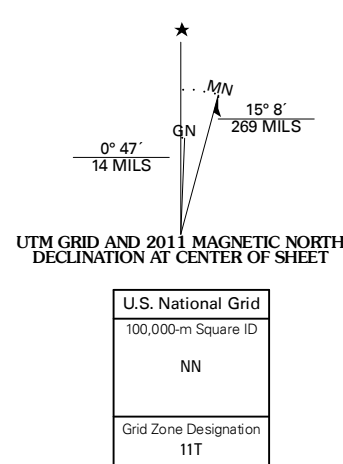 ★
MN
GN
15° 8´
269 MILS
0° 47´
14 MILS
UTM GRID AND 2011 MAGNETIC NORTH
DECLINATION AT CENTER OF SHEET
U.S. National Grid
100,000-m Square ID
NN
Grid Zone Designation
11T